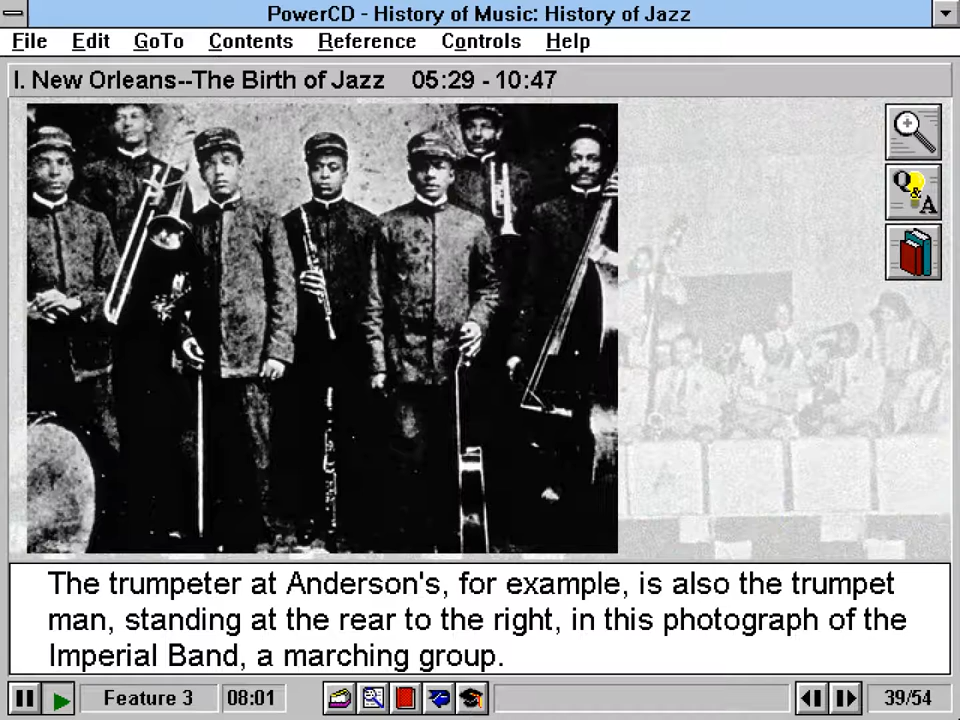 PowerCD - History of Music: History of Jazz
File Edit GoTo Contents Reference Controls Help
I. New Orleans--The Birth of Jazz 05:29 - 10:47
Q&A
The trumpeter at Anderson's, for example, is also the trumpet
man, standing at the rear to the right, in this photograph of the
Imperial Band, a marching group.
Feature 3 08:01 39/54